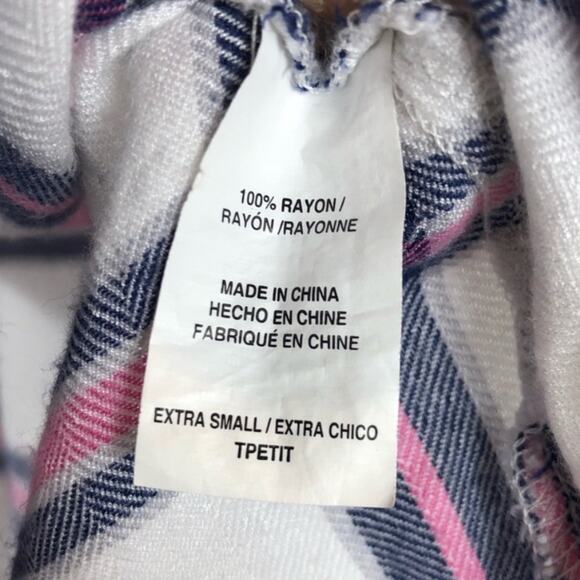 100% RAYON /
RAYÓN /RAYONNE
MADE IN CHINA
HECHO EN CHINE
FABRIQUÉ EN CHINE
EXTRA SMALL / EXTRA CHICO
TPETIT